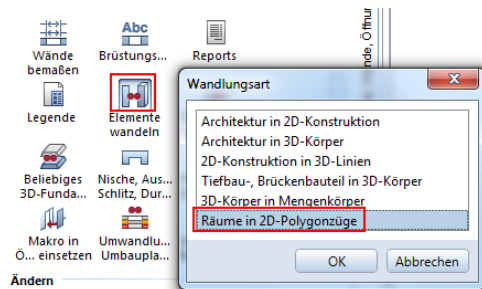 Abc
Wände bemaßen
Brüstungs...
Reports
Legende
Elemente wandeln
Beliebiges 3D-Funda...
Nische, Aus... Schlitz, Dur...
Makro in Ö... einsetzen
Umwandlu... Umbaupla...
Ändern
nde, Öffnur
Wandlungsart
Architektur in 2D-Konstruktion
Architektur in 3D-Körper
2D-Konstruktion in 3D-Linien
Tiefbau-, Brückenbauteil in 3D-Körper
3D-Körper in Mengenkörper
Räume in 2D-Polygonzüge
OK
Abbrechen